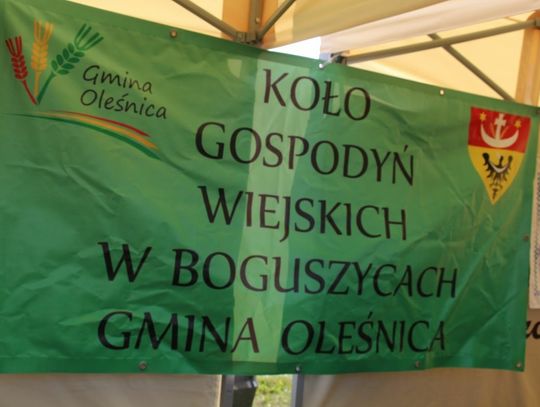 Gmina
Oleśnica
KOŁO
GOSPODYŃ
WIEJSKICH
W BOGUSZYCACH
GMINA OLEŚNICA